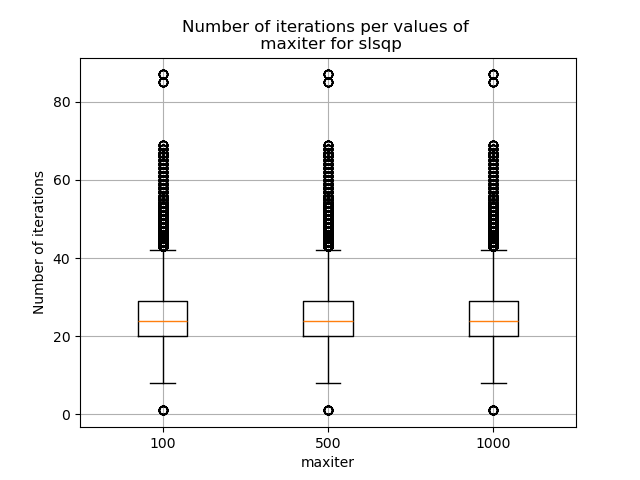 Number of iterations per values of
maxiter for slsqp
Number of iterations
80
60
40
20
0
100
500
1000
maxiter